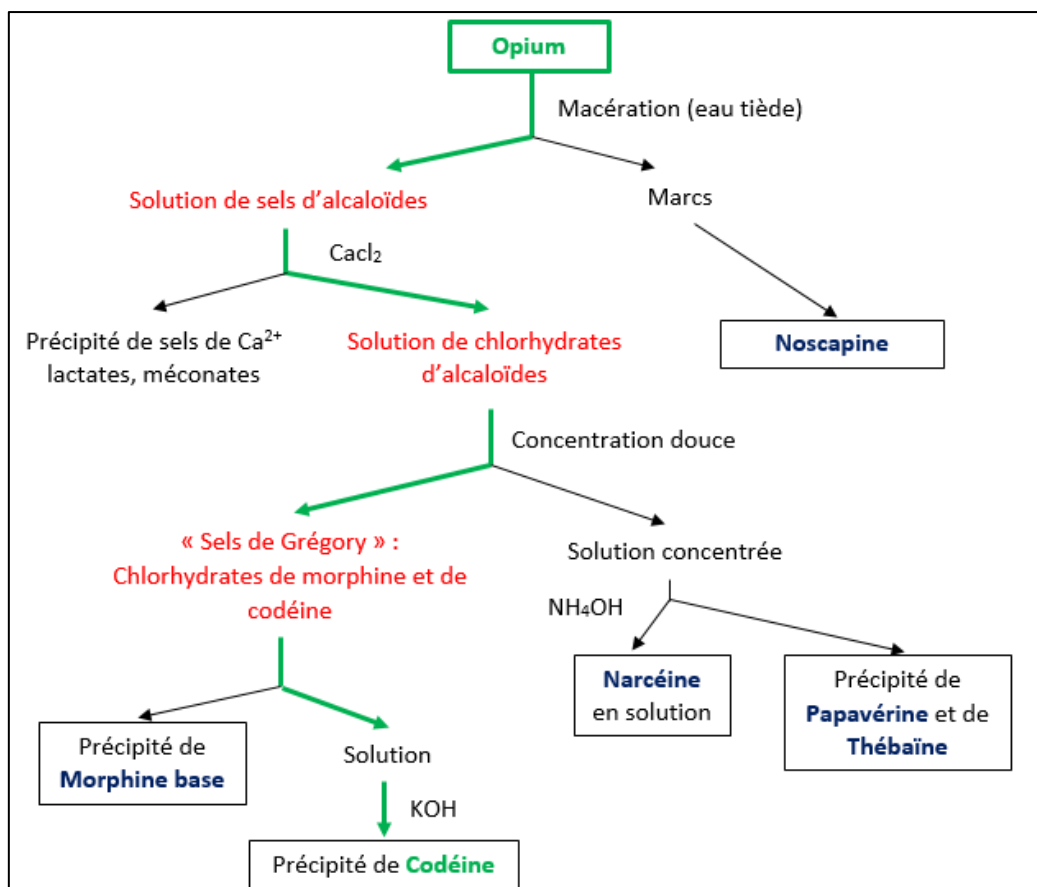 Opium
Macération (eau tiède)
Solution de sels d’alcaloïdes
Marcs
Cacl₂
Précipité de sels de Ca²⁺
lactates, méconates
Solution de chlorhydrates
d’alcaloïdes
Noscapine
Concentration douce
« Sels de Grégory » :
Chlorhydrates de morphine et de
codéine
Solution concentrée
NH₄OH
Narcéine
en solution
Précipité de
Papavérine et de
Thébaïne
Précipité de
Morphine base
Solution
KOH
Précipité de Codéine